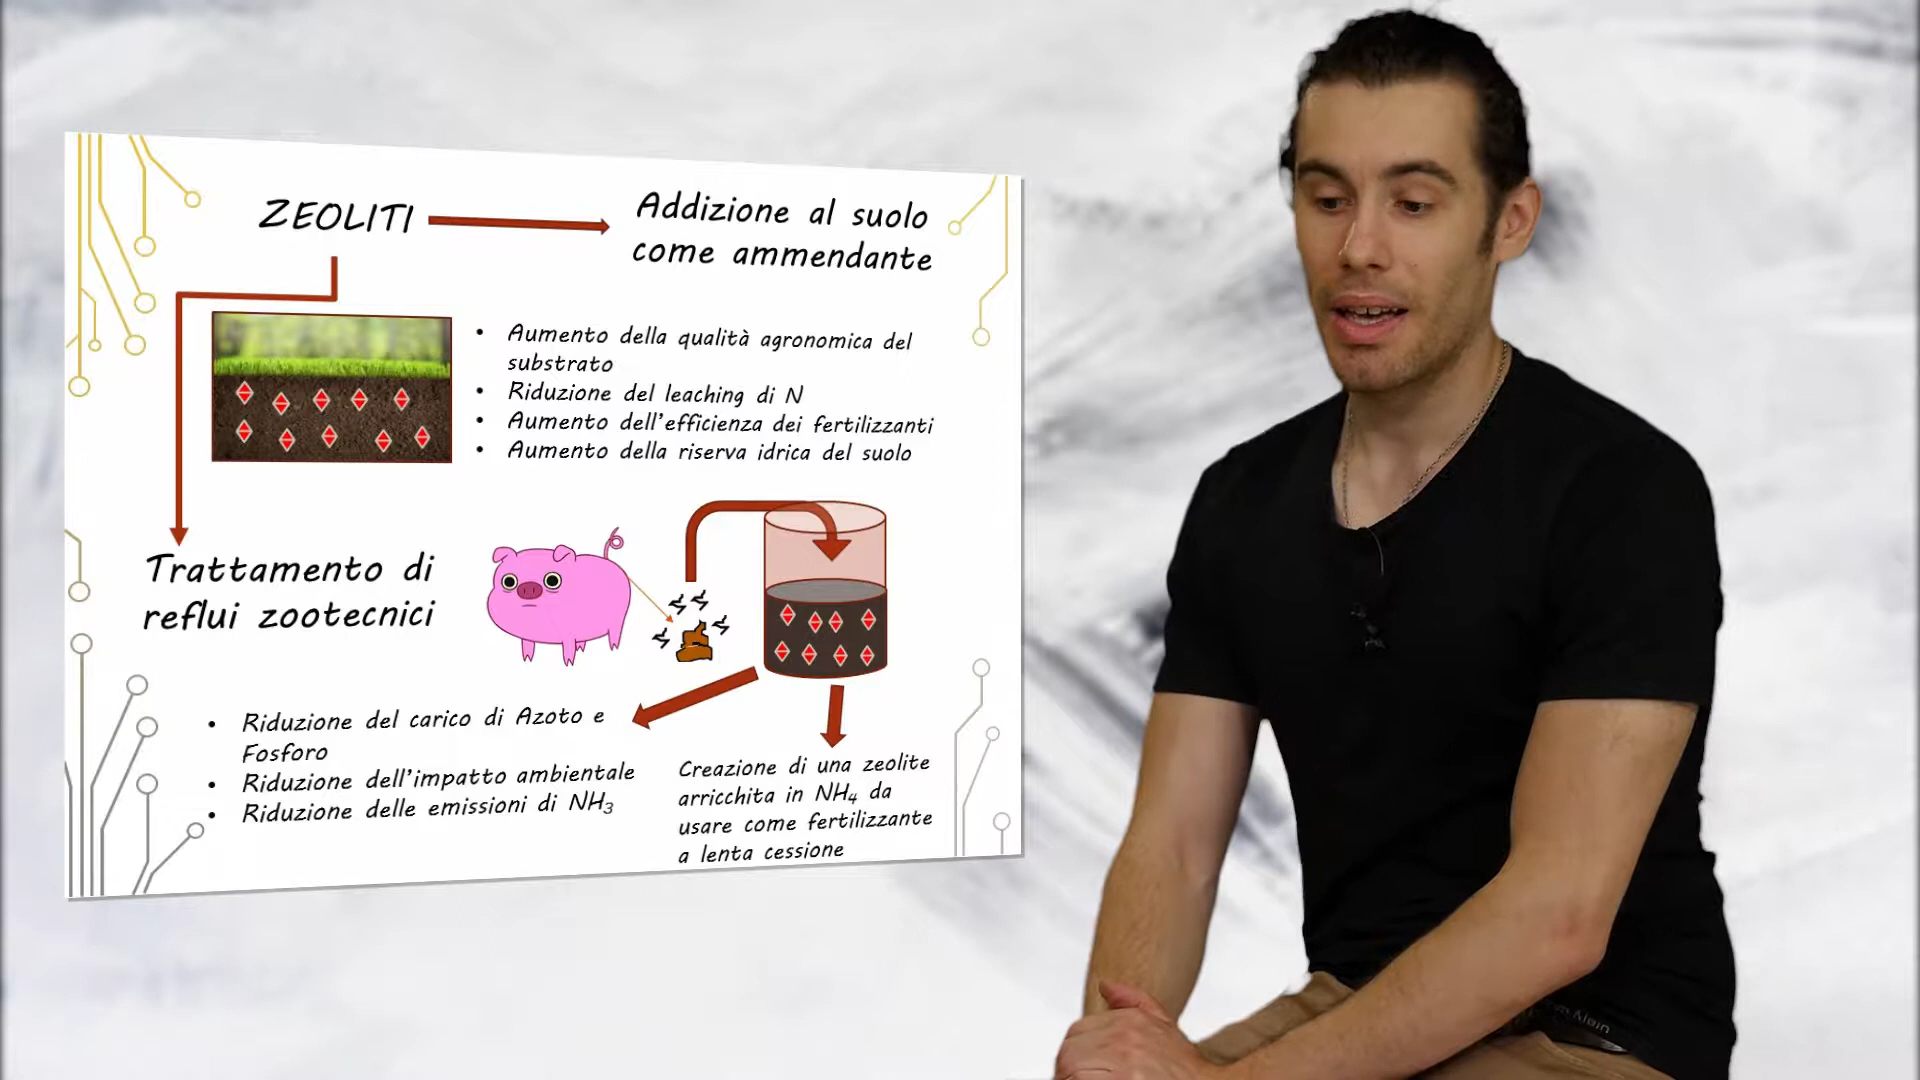 ZEOLITI
Addizione al suolo
come ammendante
• Aumento della qualità agronomica del
substrato
• Riduzione del leaching di N
• Aumento dell'efficienza dei fertilizzanti
• Aumento della riserva idrica del suolo
Trattamento di
reflui zootecnici
• Riduzione del carico di Azoto e
Fosforo
• Riduzione dell'impatto ambientale
• Riduzione delle emissioni di NH₃
Creazione di una zeolite
arricchita in NH₄ da
usare come fertilizzante
a lenta cessione